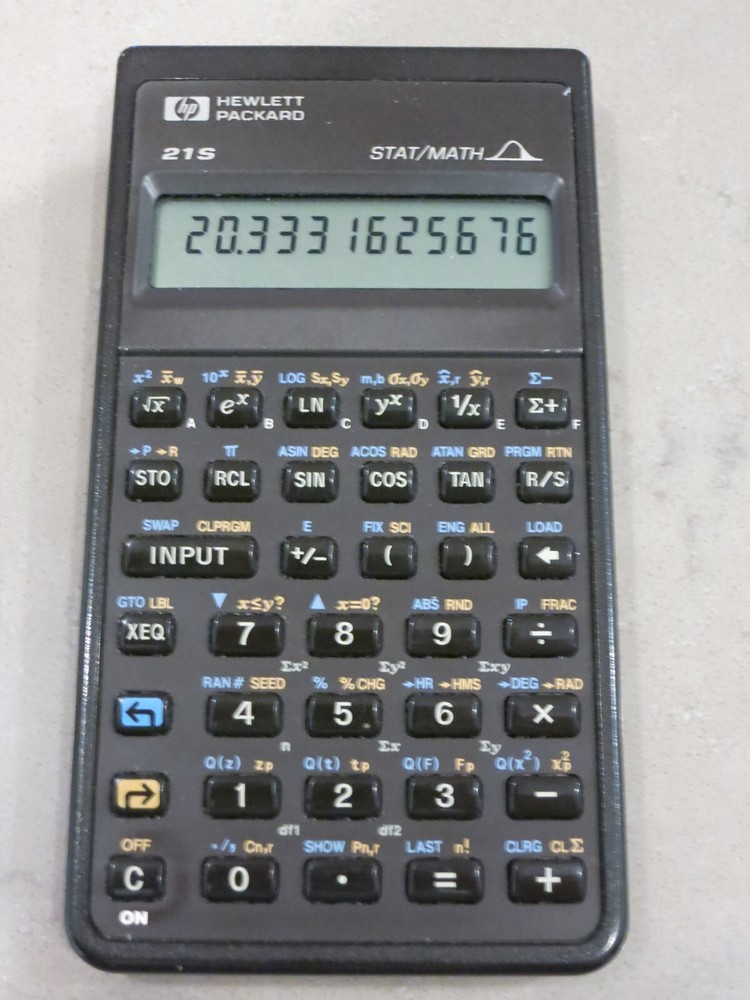 hp HEWLETT
PACKARD
21S STAT/MATH
20.3331625676
x² x̄w 10ˣ x̄,ȳ LOG Sx,Sy m,b σx,σy x̂,r ŷ,r Σ−
√x eˣ LN yˣ 1/x Σ+
A B C D E F
→P →R π ASIN DEG ACOS RAD ATAN GRD PRGM RTN
STO RCL SIN COS TAN R/S
SWAP CLPRGM E FIX SCI ENG ALL LOAD
INPUT +/− ( ) ←
GTO LBL ▼ x≤y? ▲ x=0? ABS RND IP FRAC
XEQ 7 8 9 ÷
Σx² Σy² Σxy
RAN# SEED % %CHG →HR →HMS →DEG →RAD
4 5 6 ×
n Σx Σy
Q(z) zp Q(t) tp Q(F) Fp Q(χ²) χ²p
1 2 3 −
df1 df2
OFF ./, Cn,r SHOW Pn,r LAST n! CLRG CLΣ
C 0 . = +
ON